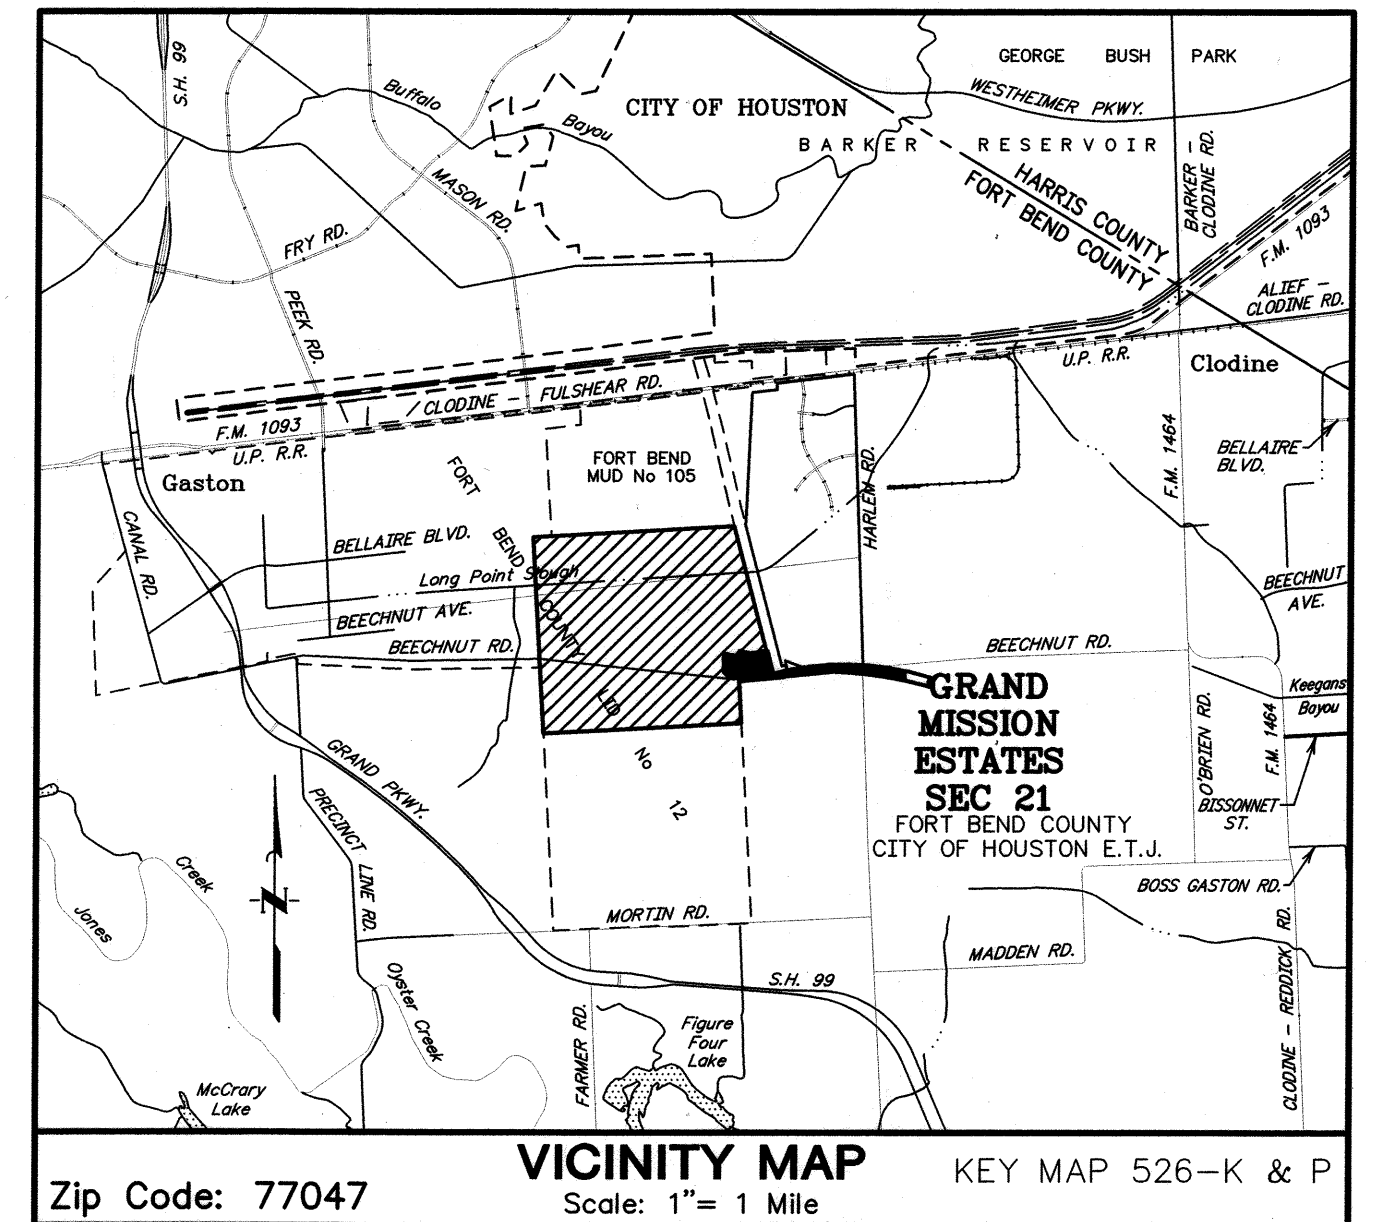 GEORGE BUSH PARK
S.H. 99
WESTHEIMER PKWY.
Buffalo
Bayou
CITY OF HOUSTON
BARKER RESERVOIR
BARKER -
CLODINE RD.
HARRIS COUNTY
FORT BEND COUNTY
MASON RD.
FRY RD.
F.M. 1093
ALIEF -
CLODINE RD.
PEEK RD.
U.P. R.R.
Clodine
CLODINE - FULSHEAR RD.
F.M. 1093
U.P. R.R.
Gaston
FORT BEND
MUD No 105
FORT BEND COUNTY LID No 12
HARLEM RD.
F.M. 1464
BELLAIRE
BLVD.
CANAL RD.
BELLAIRE BLVD.
Long Point Slough
BEECHNUT AVE.
BEECHNUT RD.
BEECHNUT RD.
BEECHNUT
AVE.
GRAND
MISSION
ESTATES
SEC 21
FORT BEND COUNTY
CITY OF HOUSTON E.T.J.
Keegans
Bayou
O'BRIEN RD.
F.M. 1464
BISSONNET
ST.
GRAND PKWY.
PRECINCT LINE RD.
BOSS GASTON RD.
Creek
Jones
N
MORTIN RD.
MADDEN RD.
S.H. 99
Oyster Creek
FARMER RD.
Figure
Four
Lake
CLODINE - REDDICK RD.
McCrary
Lake
VICINITY MAP
Scale: 1"= 1 Mile
Zip Code: 77047
KEY MAP 526-K & P